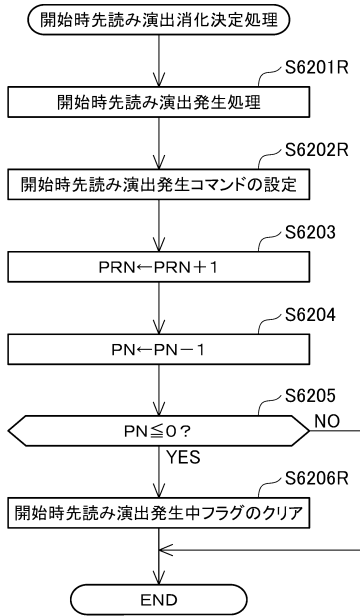 開始時先読み演出消化決定処理
S6201R
開始時先読み演出発生処理
S6202R
開始時先読み演出発生コマンドの設定
S6203
PRN←PRN+1
S6204
PN←PN-1
S6205
PN≦0?
NO
YES
S6206R
開始時先読み演出発生中フラグのクリア
END